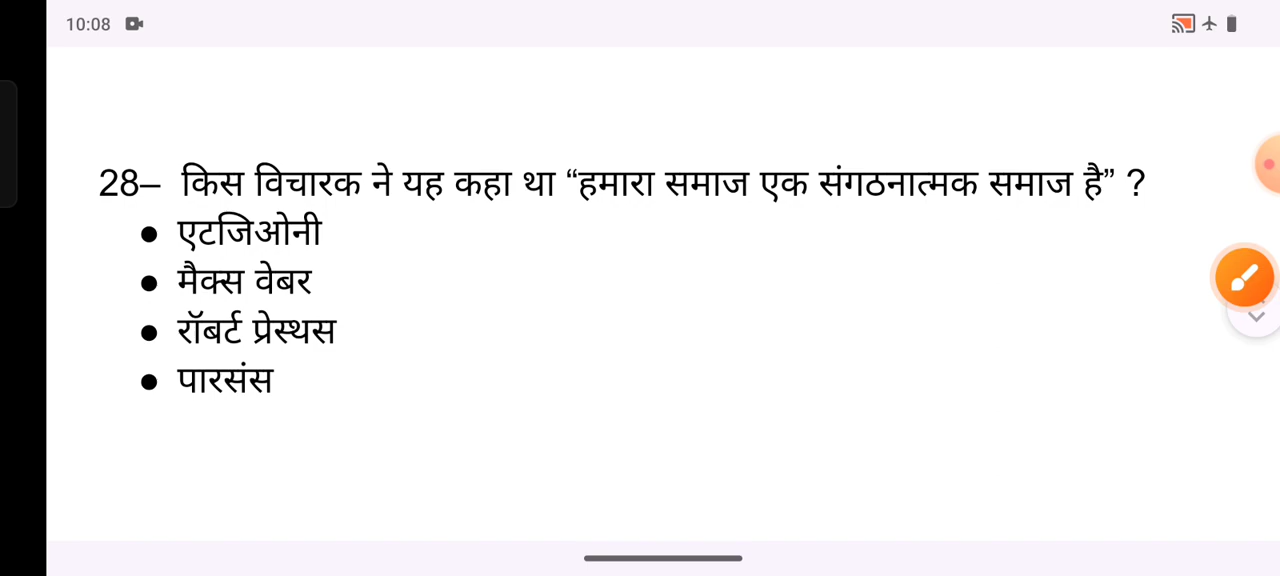 10:08
28– किस विचारक ने यह कहा था “हमारा समाज एक संगठनात्मक समाज है” ?
● एटजिओनी
● मैक्स वेबर
● रॉबर्ट प्रेस्थस
● पारसंस